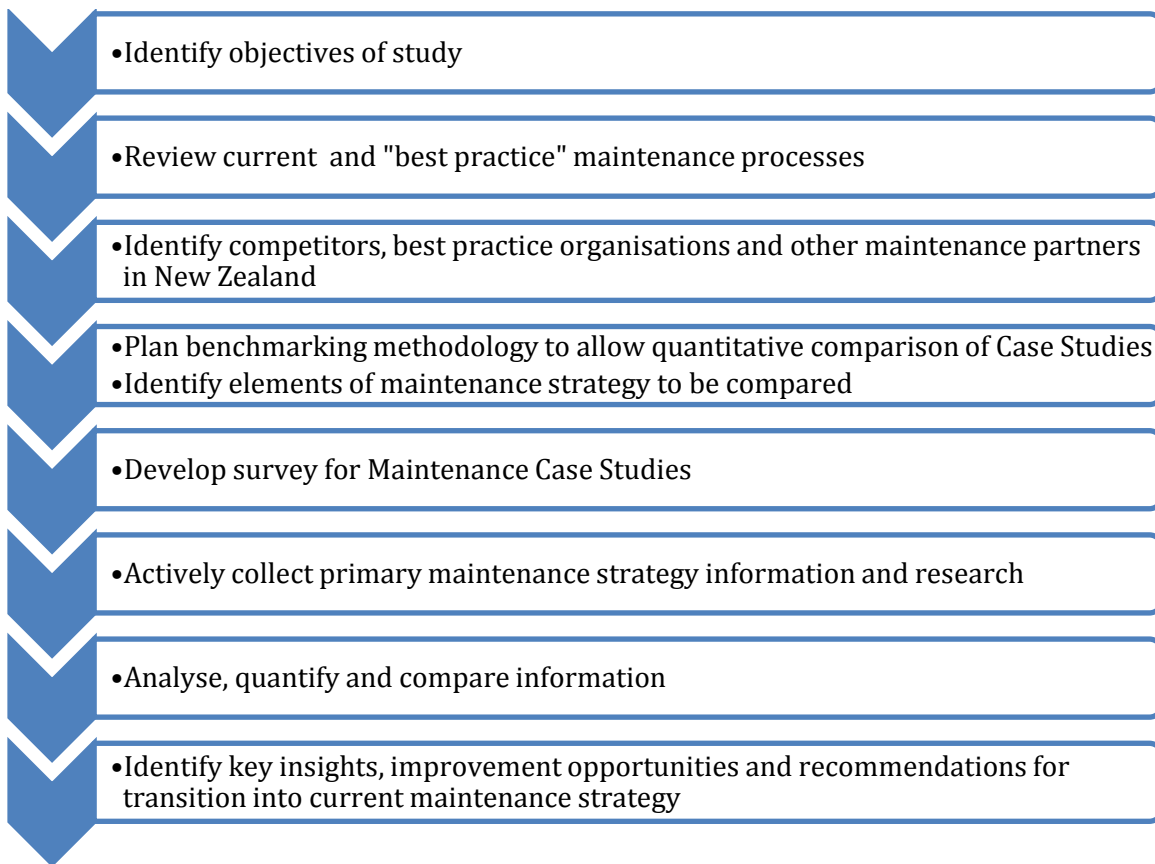 •Identify objectives of study
•Review current and "best practice" maintenance processes
•Identify competitors, best practice organisations and other maintenance partners
in New Zealand
•Plan benchmarking methodology to allow quantitative comparison of Case Studies
•Identify elements of maintenance strategy to be compared
•Develop survey for Maintenance Case Studies
•Actively collect primary maintenance strategy information and research
•Analyse, quantify and compare information
•Identify key insights, improvement opportunities and recommendations for
transition into current maintenance strategy